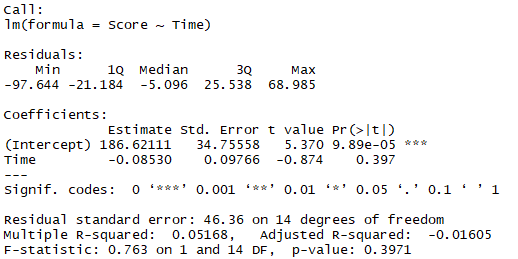 Call:
lm(formula = Score ~ Time)
Residuals:
Min 1Q Median 3Q Max
-97.644 -21.184 -5.096 25.538 68.985
Coefficients:
Estimate Std. Error t value Pr(>|t|)
(Intercept) 186.62111 34.75558 5.370 9.89e-05 ***
Time -0.08530 0.09766 -0.874 0.397
---
Signif. codes: 0 ‘***’ 0.001 ‘**’ 0.01 ‘*’ 0.05 ‘.’ 0.1 ‘ ’ 1
Residual standard error: 46.36 on 14 degrees of freedom
Multiple R-squared: 0.05168, Adjusted R-squared: -0.01605
F-statistic: 0.763 on 1 and 14 DF, p-value: 0.3971